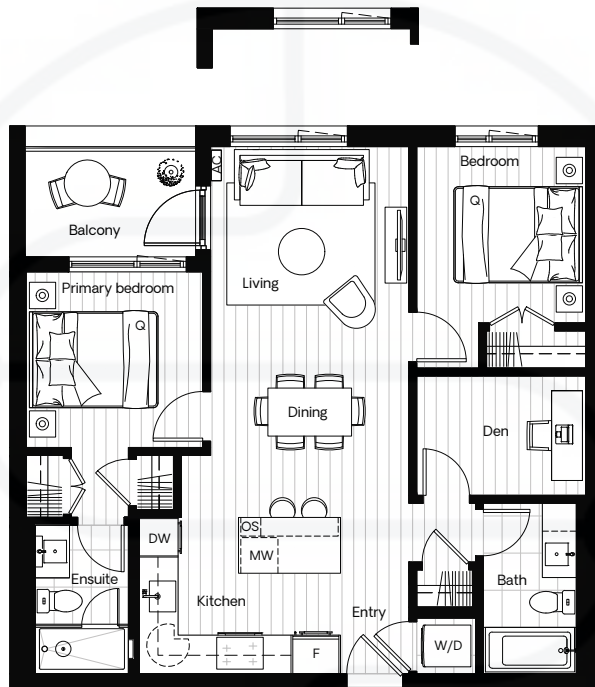 Bedroom
AC
Q
Balcony
Living
Primary bedroom
Q
Dining
Den
OS
DW
MW
Ensuite
Bath
Kitchen
Entry
W/D
F